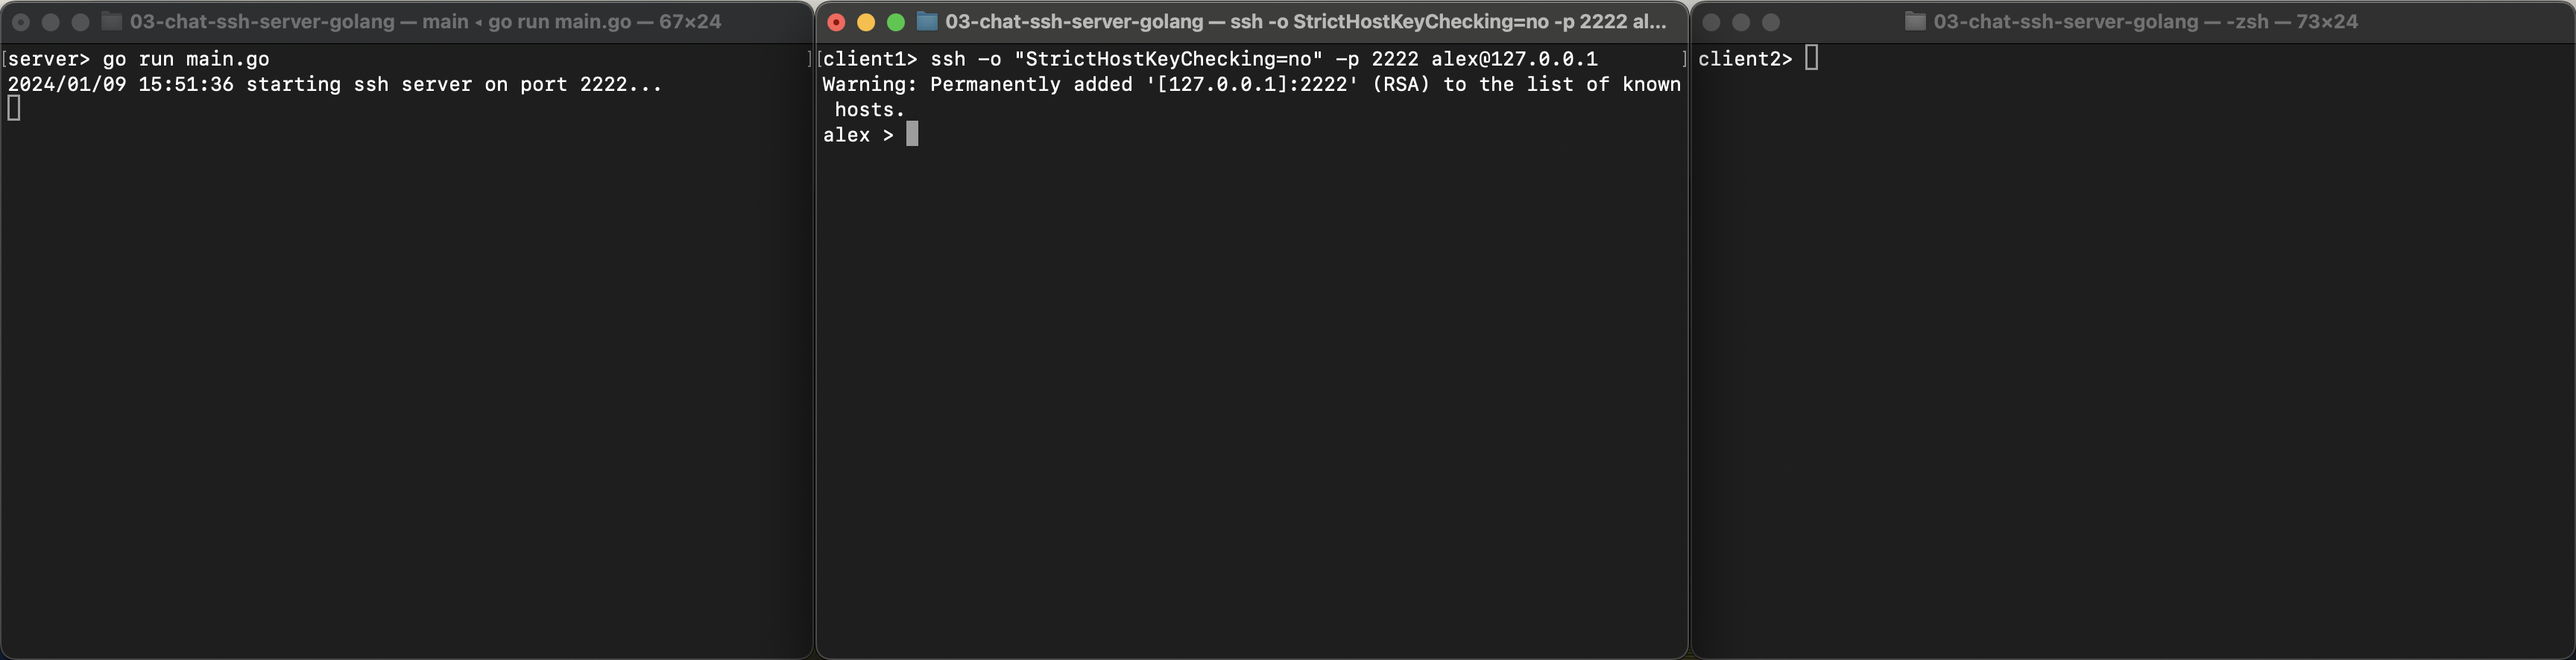 03-chat-ssh-server-golang — main ◂ go run main.go — 67×24
[server> go run main.go ]
2024/01/09 15:51:36 starting ssh server on port 2222...
03-chat-ssh-server-golang — ssh -o StrictHostKeyChecking=no -p 2222 al...
[client1> ssh -o "StrictHostKeyChecking=no" -p 2222 alex@127.0.0.1 ]
Warning: Permanently added '[127.0.0.1]:2222' (RSA) to the list of known
hosts.
alex >
03-chat-ssh-server-golang — -zsh — 73×24
client2>